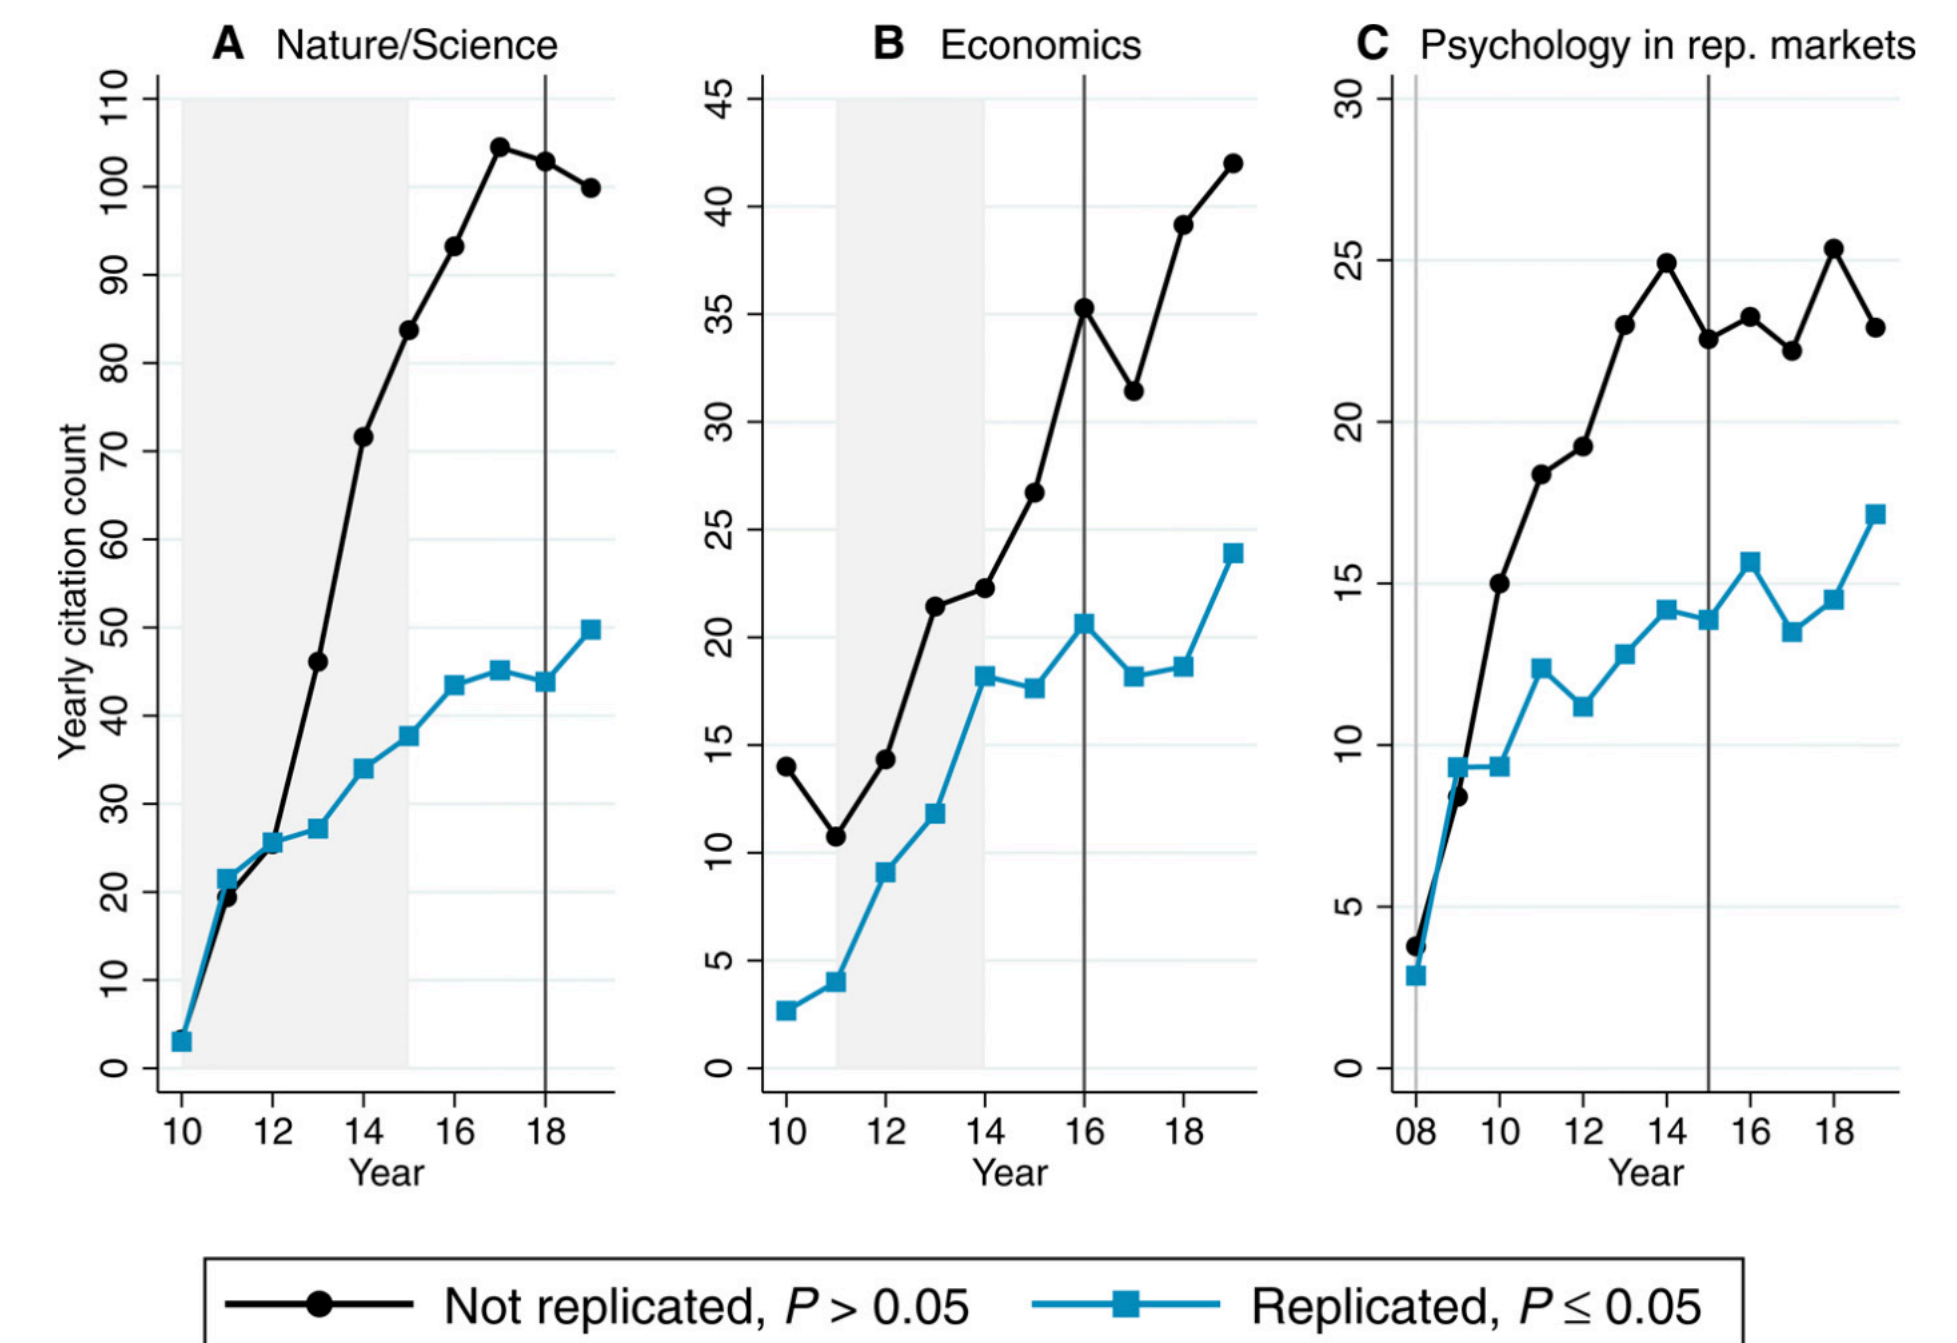 A Nature/Science
B Economics
C Psychology in rep. markets
Yearly citation count
110
100
90
80
70
60
50
40
30
20
10
0
10 12 14 16 18
Year
45
40
35
30
25
20
15
10
5
0
10 12 14 16 18
Year
30
25
20
15
10
5
0
08 10 12 14 16 18
Year
Not replicated, P > 0.05
Replicated, P ≤ 0.05